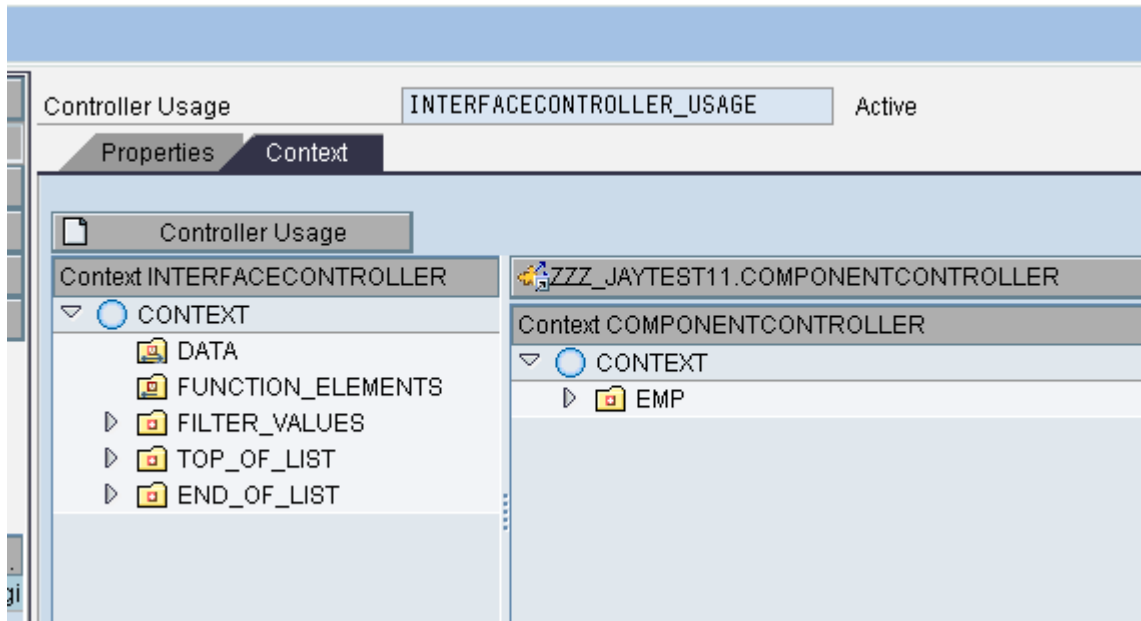 Controller Usage INTERFACECONTROLLER_USAGE Active
Properties Context
Controller Usage
Context INTERFACECONTROLLER
CONTEXT
DATA
FUNCTION_ELEMENTS
FILTER_VALUES
TOP_OF_LIST
END_OF_LIST
ZZZ_JAYTEST11.COMPONENTCONTROLLER
Context COMPONENTCONTROLLER
CONTEXT
EMP
gi